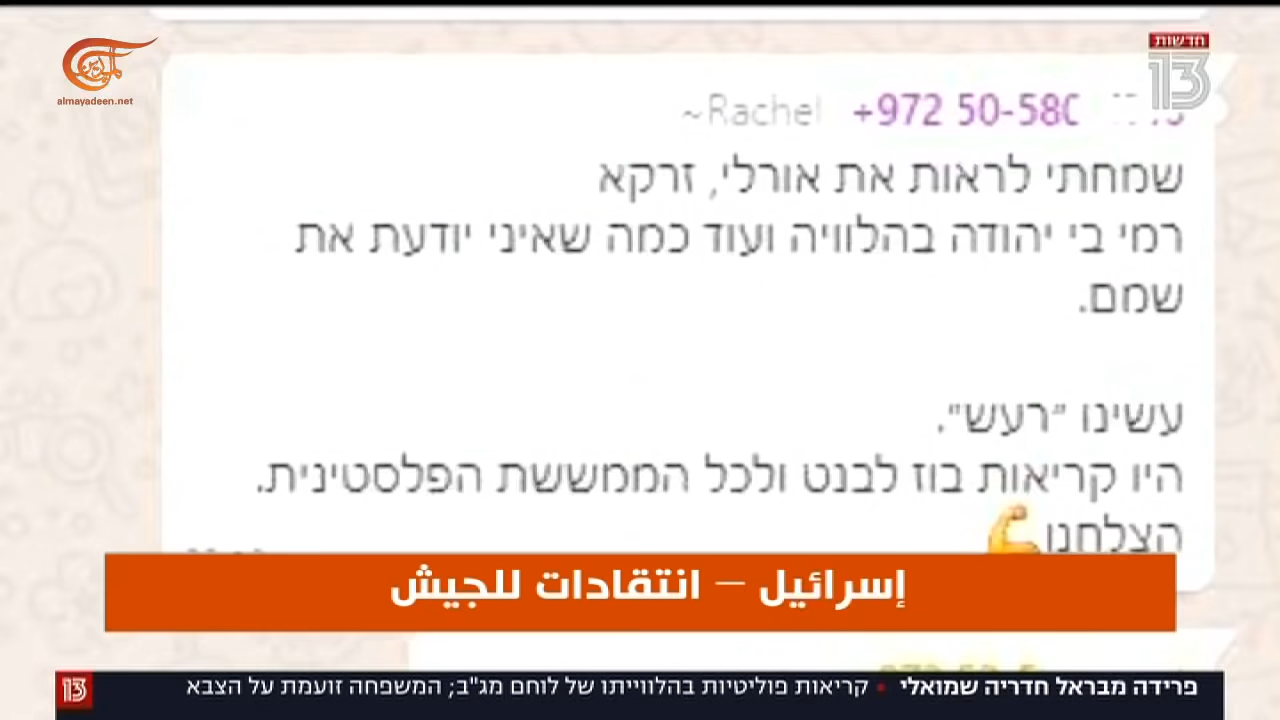 חדשות
13
almayadeen.net
~Rachel +972 50-580
שמחתי לראות את אורלי, זרקא
רמי בי יהודה בהלוויה ועוד כמה שאיני יודעת את
שמם.
עשינו "רעש".
היו קריאות בוז לבנט ולכל הממששת הפלסטינית.
הצלחנו💪
إسرائيل – انتقادات للجيش
פרידה מבראל חדריה שמואלי • קריאות פוליטיות בהלווייתו של לוחם מג"ב; המשפחה זועמת על הצבא
13